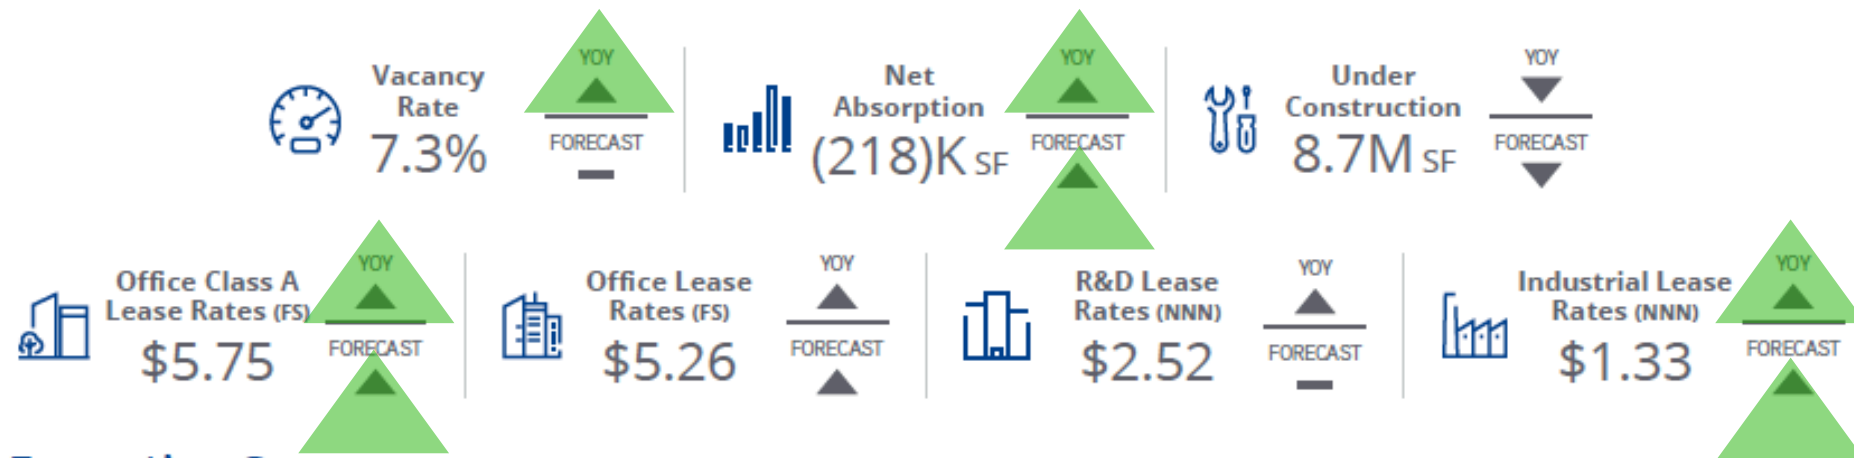 Vacancy
Rate
7.3%
YOY
FORECAST
Net
Absorption
(218)K SF
YOY
FORECAST
Under
Construction
8.7M SF
YOY
FORECAST
Office Class A
Lease Rates (FS)
$5.75
YOY
FORECAST
Office Lease
Rates (FS)
$5.26
YOY
FORECAST
R&D Lease
Rates (NNN)
$2.52
YOY
FORECAST
Industrial Lease
Rates (NNN)
$1.33
YOY
FORECAST